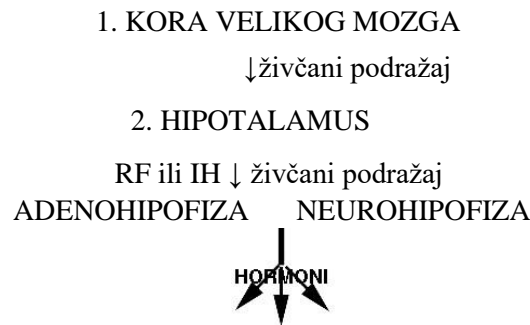 1. KORA VELIKOG MOZGA
↓živčani podražaj
2. HIPOTALAMUS
RF ili IH ↓ živčani podražaj
ADENOHIPOFIZA NEUROHIPOFIZA
HORMONI